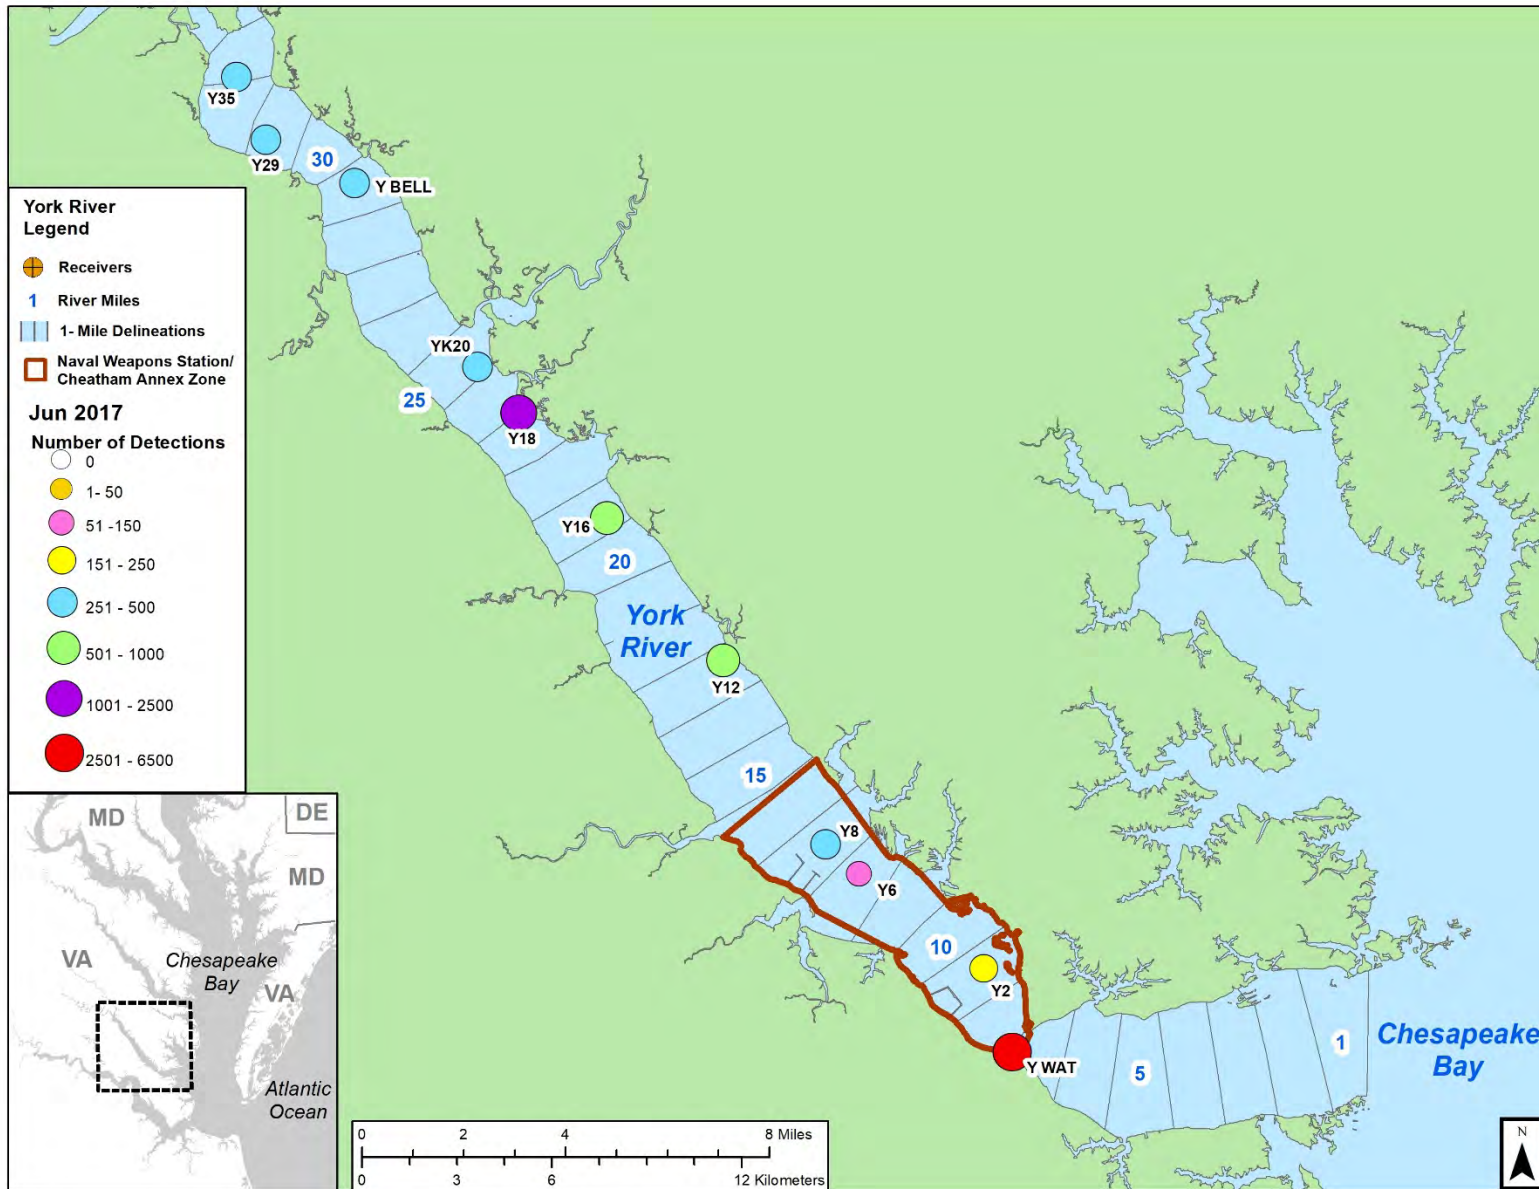 Y35
Y29
30
Y BELL
York River
Legend
Receivers
1 River Miles
1- Mile Delineations
Naval Weapons Station/
Cheatham Annex Zone
Jun 2017
Number of Detections
0
1- 50
51 -150
151 - 250
251 - 500
501 - 1000
1001 - 2500
2501 - 6500
YK20
25
Y18
Y16
20
York
River
Y12
15
Y8
Y6
10
Y2
Y WAT
5
1
Chesapeake
Bay
MD
DE
MD
VA
Chesapeake
Bay
VA
Atlantic
Ocean
0 2 4 8 Miles
0 3 6 12 Kilometers
N